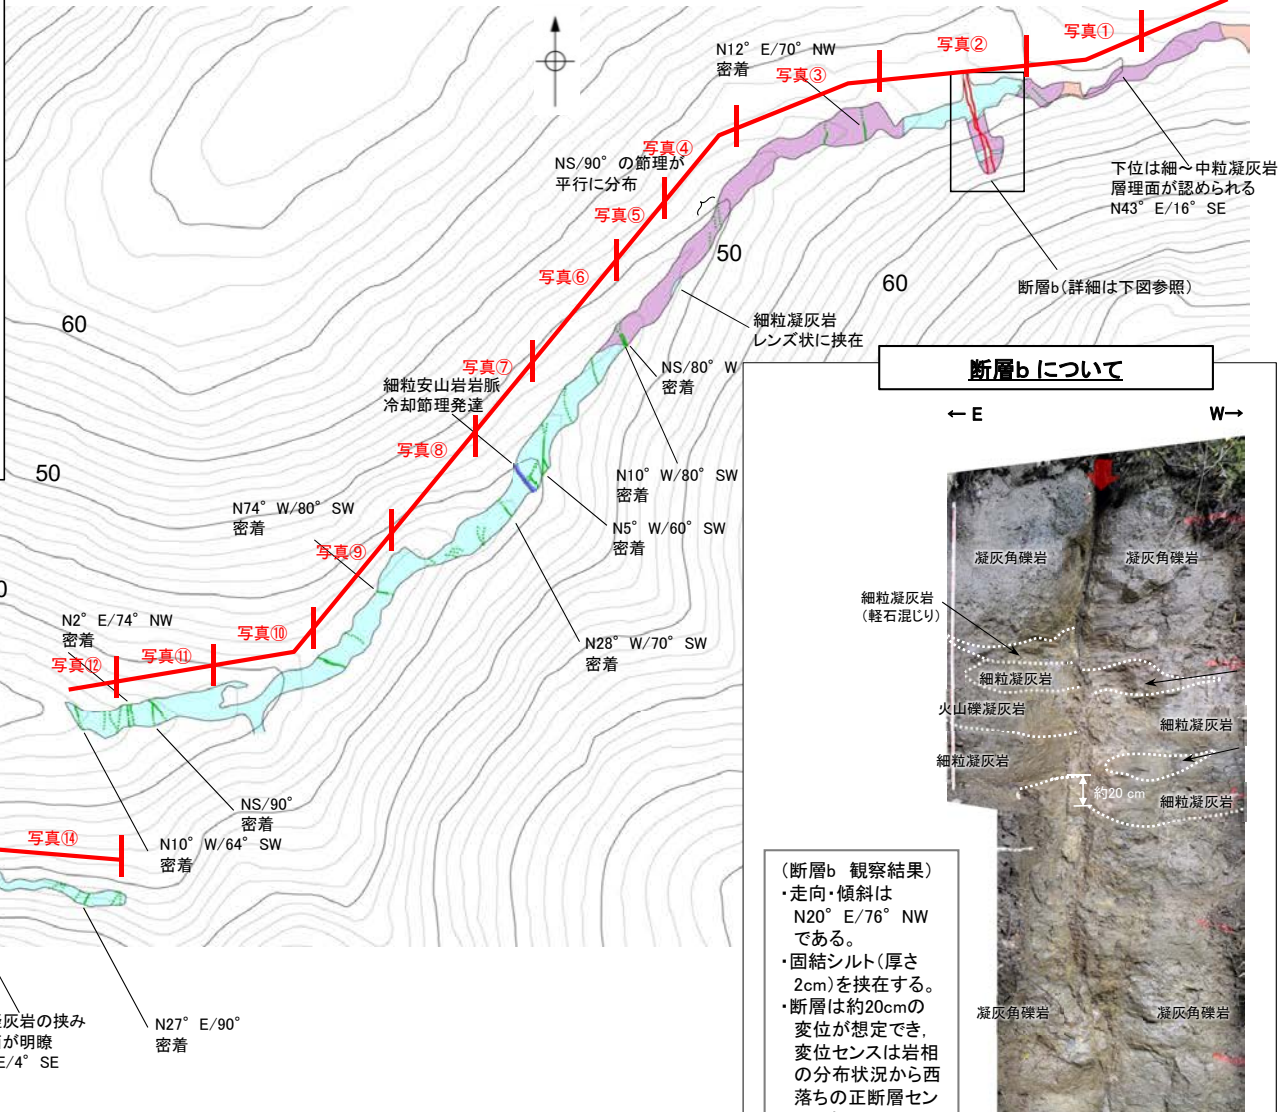 写真①
写真②
N12° E/70° NW
密着
写真③
写真④
NS/90° の節理が
平行に分布
下位は細～中粒凝灰岩
層理面が認められる
N43° E/16° SE
写真⑤
50
写真⑥
60
断層b(詳細は下図参照)
60
細粒凝灰岩
レンズ状に挟在
写真⑦
NS/80° W
密着
細粒安山岩岩脈
冷却節理発達
写真⑧
50
N10° W/80° SW
密着
N74° W/80° SW
密着
N5° W/60° SW
密着
写真⑨
0
N2° E/74° NW
密着
写真⑩
写真⑪
写真⑫
N28° W/70° SW
密着
NS/90°
密着
N10° W/64° SW
密着
写真⑭
灰岩の挟み
が明瞭
E/4° SE
N27° E/90°
密着
断層b について
← E
W→
凝灰角礫岩
凝灰角礫岩
細粒凝灰岩
(軽石混じり)
細粒凝灰岩
火山礫凝灰岩
細粒凝灰岩
細粒凝灰岩
約20 cm
細粒凝灰岩
凝灰角礫岩
凝灰角礫岩
(断層b 観察結果)
・走向・傾斜は
N20° E/76° NW
である。
・固結シルト(厚さ
2cm)を挟在する。
・断層は約20cmの
変位が想定でき,
変位センスは岩相
の分布状況から西
落ちの正断層セン